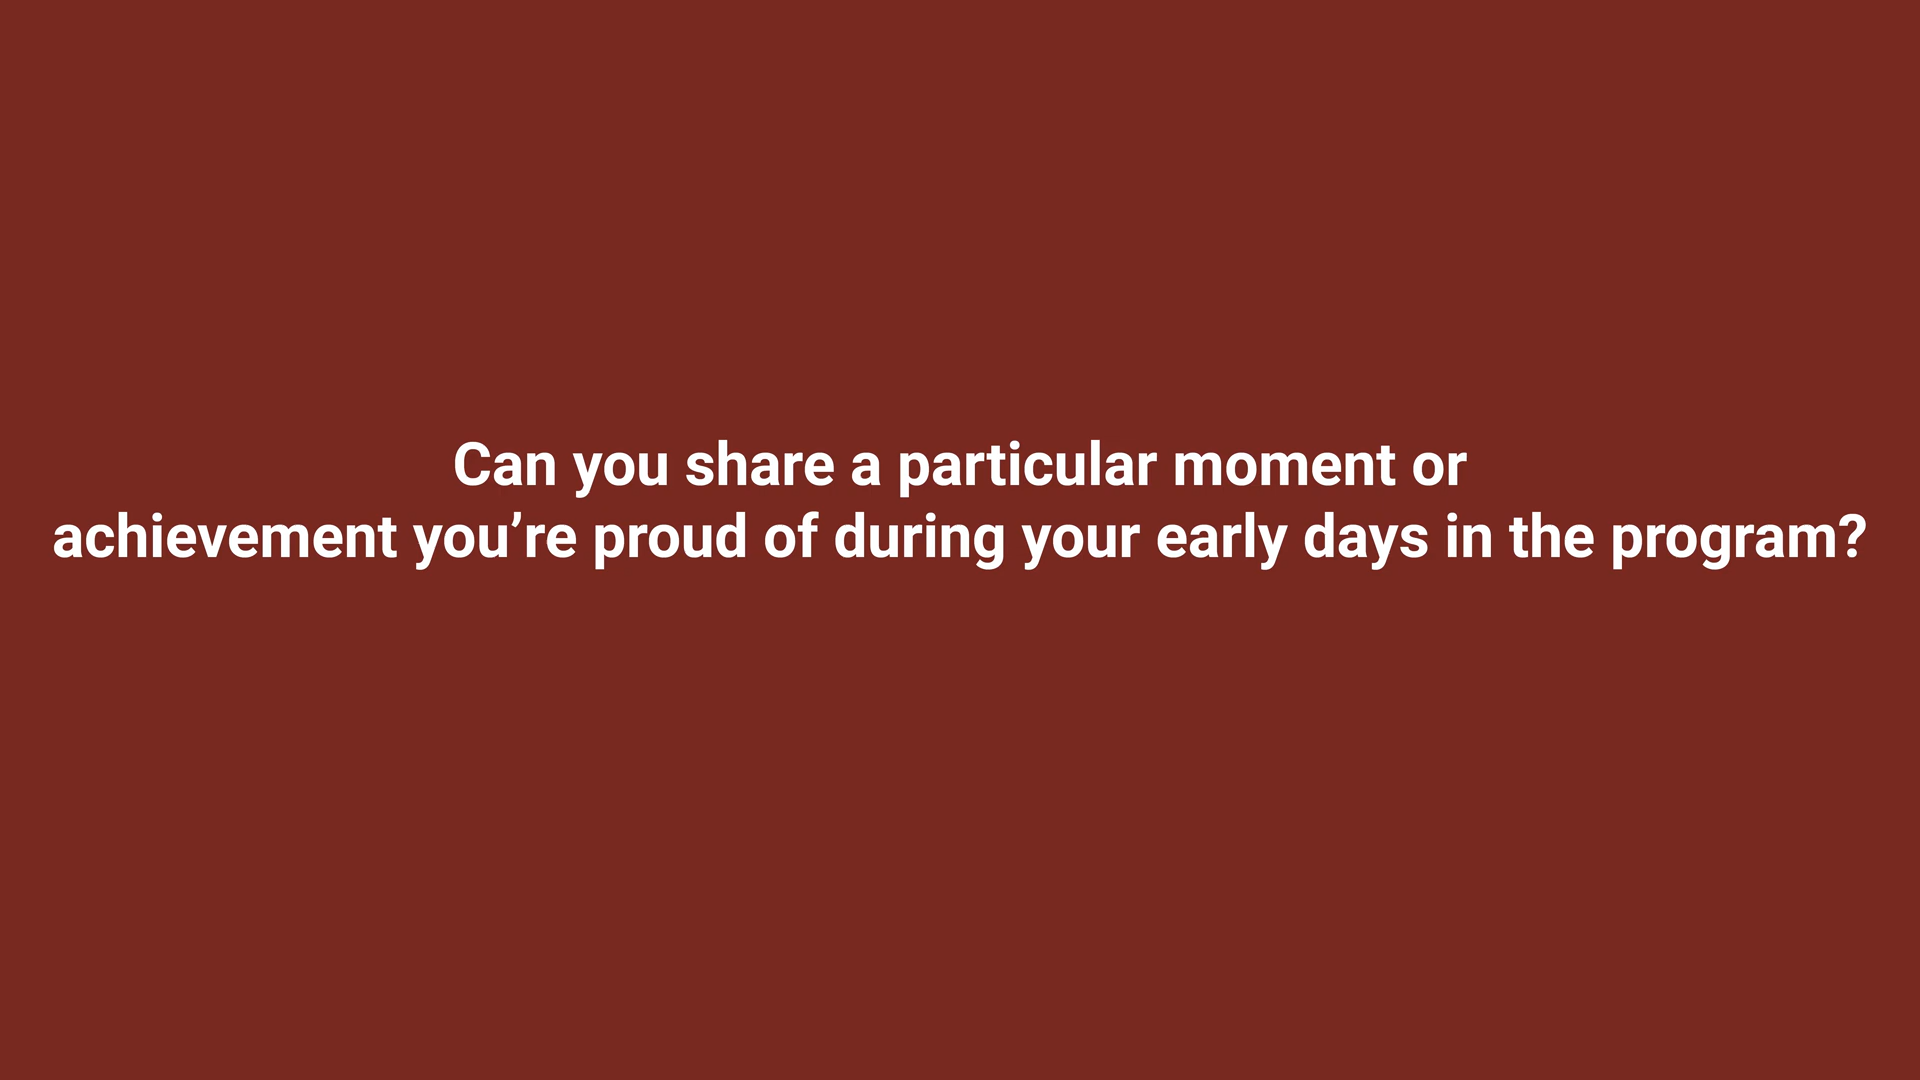 Can you share a particular moment or
achievement you’re proud of during your early days in the program?